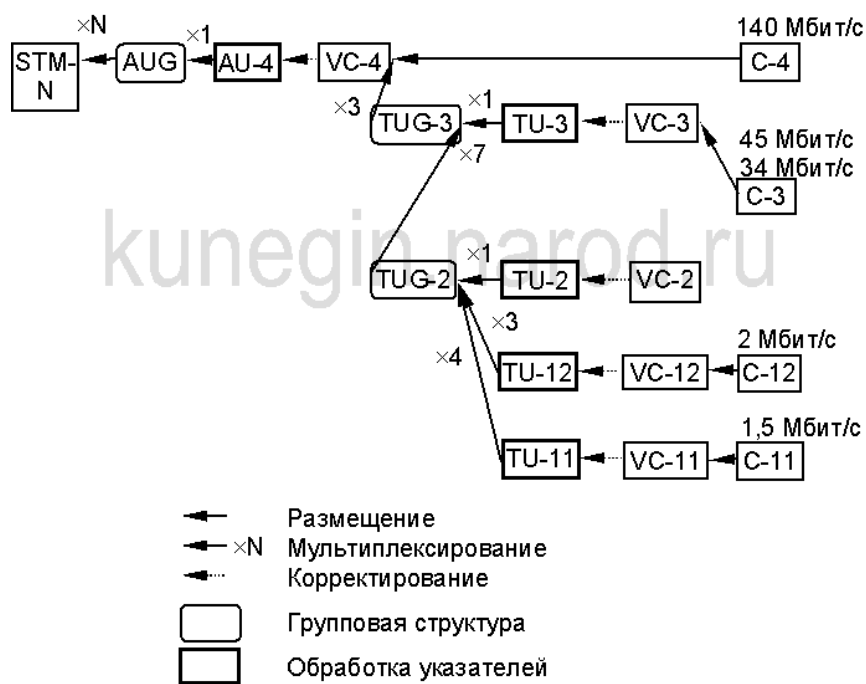 ×N
×1
140 Мбит/с
STM-
N
AUG
AU-4
VC-4
C-4
×3
×1
TUG-3
TU-3
VC-3
45 Мбит/с
34 Мбит/с
×7
C-3
kunegin.narod.ru
×1
TUG-2
TU-2
VC-2
×3
2 Мбит/с
×4
TU-12
VC-12
C-12
1,5 Мбит/с
TU-11
VC-11
C-11
Размещение
×N Мультиплексирование
Корректирование
Групповая структура
Обработка указателей